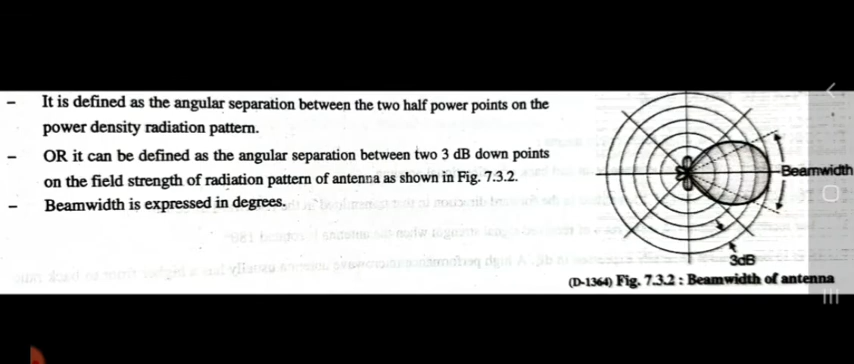 – It is defined as the angular separation between the two half power points on the
power density radiation pattern.
– OR it can be defined as the angular separation between two 3 dB down points
on the field strength of radiation pattern of antenna as shown in Fig. 7.3.2.
– Beamwidth is expressed in degrees.
Beamwidth
3dB
(D-1364) Fig. 7.3.2 : Beamwidth of antenna